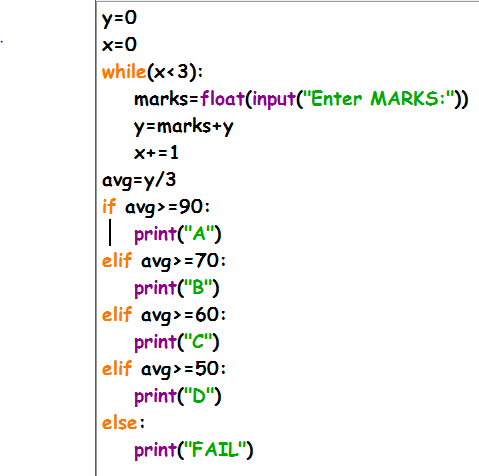 y=0
x=0
while(x<3):
    marks=float(input("Enter MARKS:"))
    y=marks+y
    x+=1
avg=y/3
if avg>=90:
    print("A")
elif avg>=70:
    print("B")
elif avg>=60:
    print("C")
elif avg>=50:
    print("D")
else:
    print("FAIL")